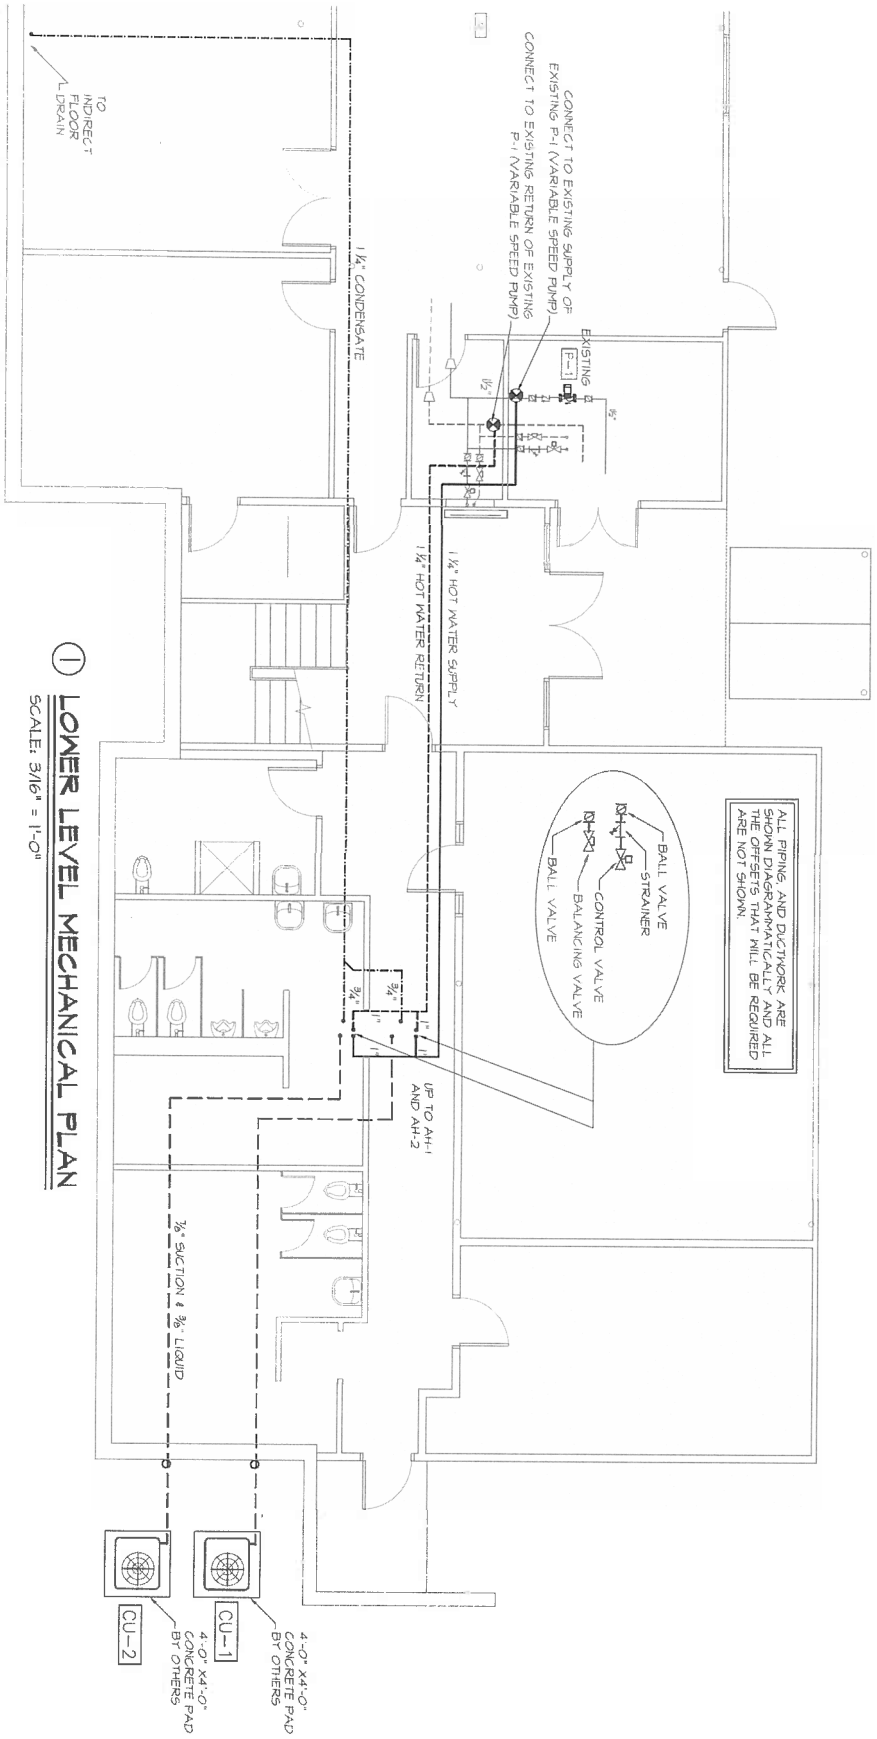 ALL PIPING, AND DUCTWORK ARE
SHOWN DIAGRAMMATICALLY AND ALL
THE OFFSETS THAT WILL BE REQUIRED
ARE NOT SHOWN.
CONNECT TO EXISTING SUPPLY OF
EXISTING P-1 (VARIABLE SPEED PUMP)
CONNECT TO EXISTING RETURN OF EXISTING
P-1 (VARIABLE SPEED PUMP)
EXISTING
P-1
1½"
1½"
BALL VALVE
STRAINER
CONTROL VALVE
BALANCING VALVE
BALL VALVE
1 ¼" HOT WATER SUPPLY
1 ¼" HOT WATER RETURN
1 ¼" CONDENSATE
TO
INDIRECT
FLOOR
DRAIN
3/4"
3/4"
1"
1"
1"
1"
UP TO AH-1
AND AH-2
⅞" SUCTION & ⅜" LIQUID
4'-0" X4'-0"
CONCRETE PAD
BY OTHERS
CU-1
4'-0" X4'-0"
CONCRETE PAD
BY OTHERS
CU-2
1 LOWER LEVEL MECHANICAL PLAN
SCALE: 3/16" = 1'-0"